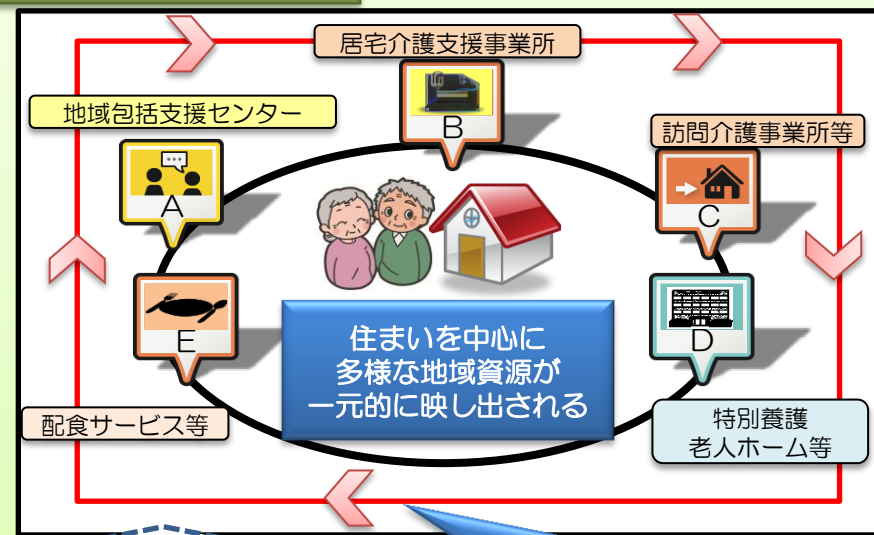 居宅介護支援事業所
B
地域包括支援センター
A
訪問介護事業所等
C
E
D
住まいを中心に
多様な地域資源が
一元的に映し出される
配食サービス等
特別養護
老人ホーム等